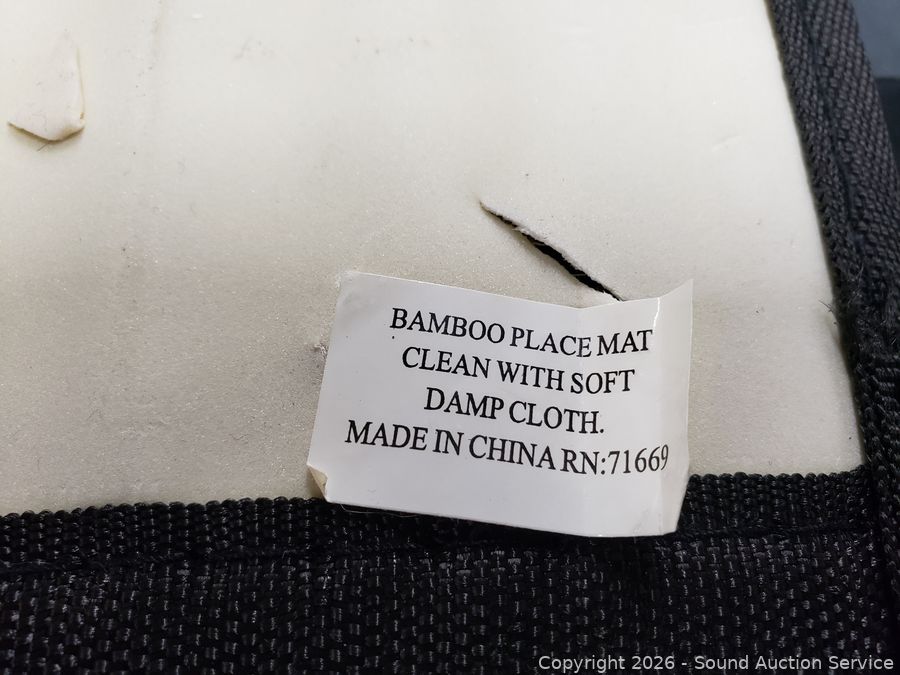 BAMBOO PLACE MAT
CLEAN WITH SOFT
DAMP CLOTH.
MADE IN CHINA RN:71669
Copyright 2026 - Sound Auction Service